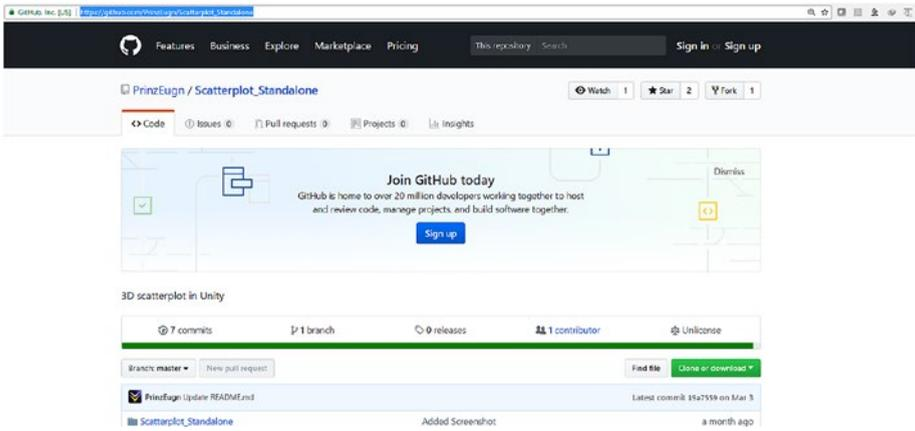 GitHub, Inc. [US] https://github.com/PrinzEugn/Scatterplot_Standalone
Features Business Explore Marketplace Pricing This repository Search Sign in or Sign up
PrinzEugn / Scatterplot_Standalone Watch 1 Star 2 Fork 1
<> Code Issues 0 Pull requests 0 Projects 0 Insights
Join GitHub today Dismiss
GitHub is home to over 20 million developers working together to host
and review code, manage projects, and build software together.
Sign up
3D scatterplot in Unity
7 commits 1 branch 0 releases 1 contributor Unlicense
Branch: master New pull request Find file Clone or download
PrinzEugn Update README.md Latest commit 19a7559 on Mar 3
Scatterplot_Standalone Added Screenshot a month ago